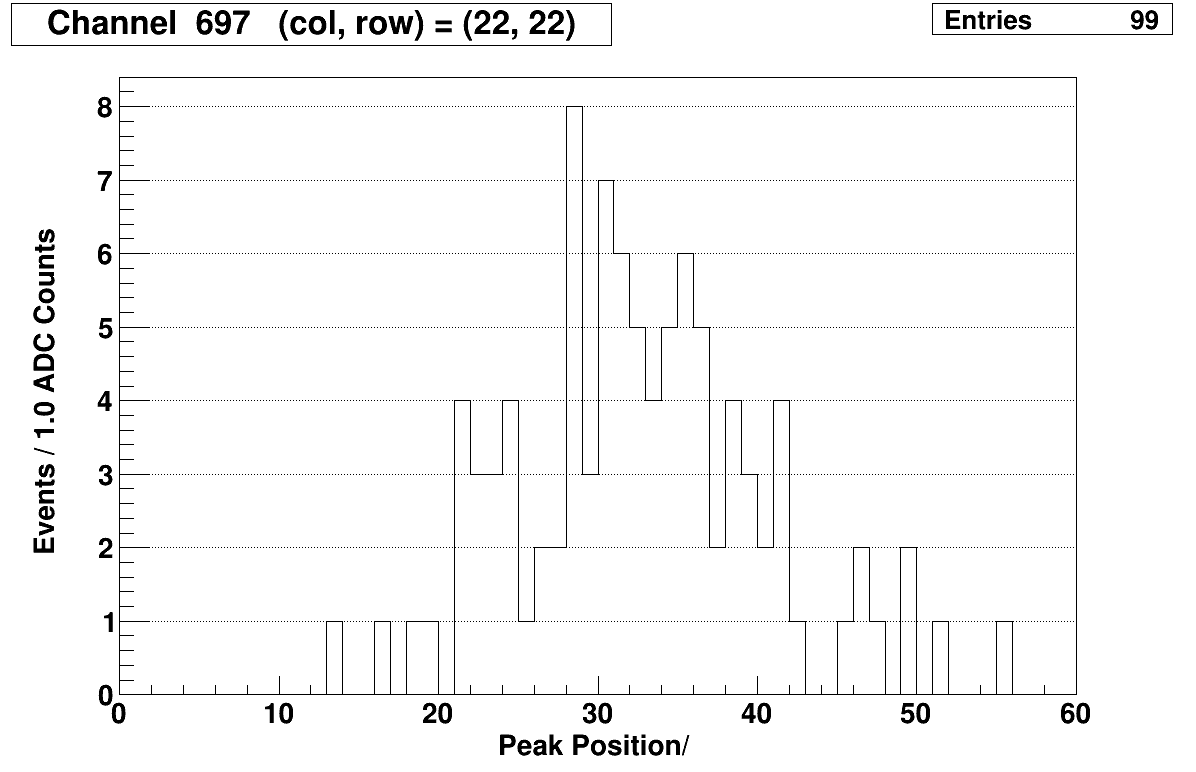 Channel 697 (col, row) = (22, 22)
Entries 99
8
7
6
5
4
3
2
1
0
Events / 1.0 ADC Counts
0 10 20 30 40 50 60
Peak Position/